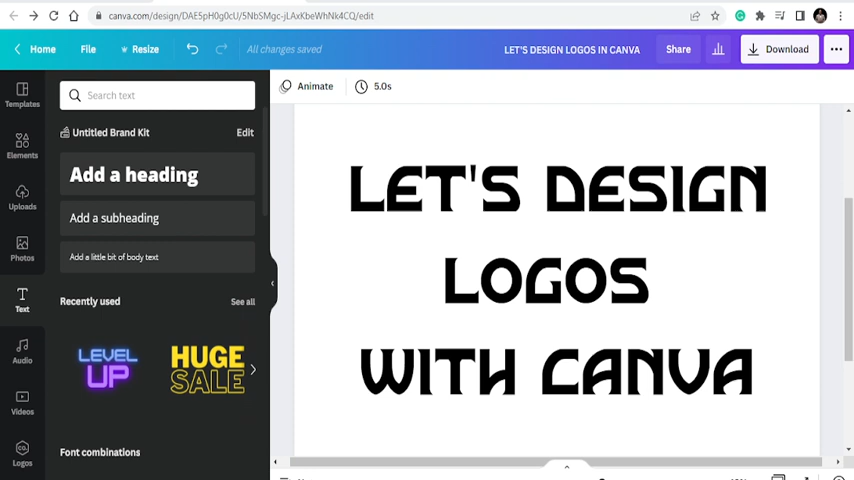 canva.com/design/DAE5pH0g0cU/5NbSMgc-jLAxKbeWhNk4CQ/edit
Home File Resize All changes saved LET'S DESIGN LOGOS IN CANVA Share Download
Templates
Elements
Uploads
Photos
Text
Audio
Videos
CO.
Logos
Search text
Untitled Brand Kit Edit
Add a heading
Add a subheading
Add a little bit of body text
Recently used See all
LEVEL
UP
HUGE
SALE
Font combinations
Animate 5.0s
LET'S DESIGN
LOGOS
WITH CANVA